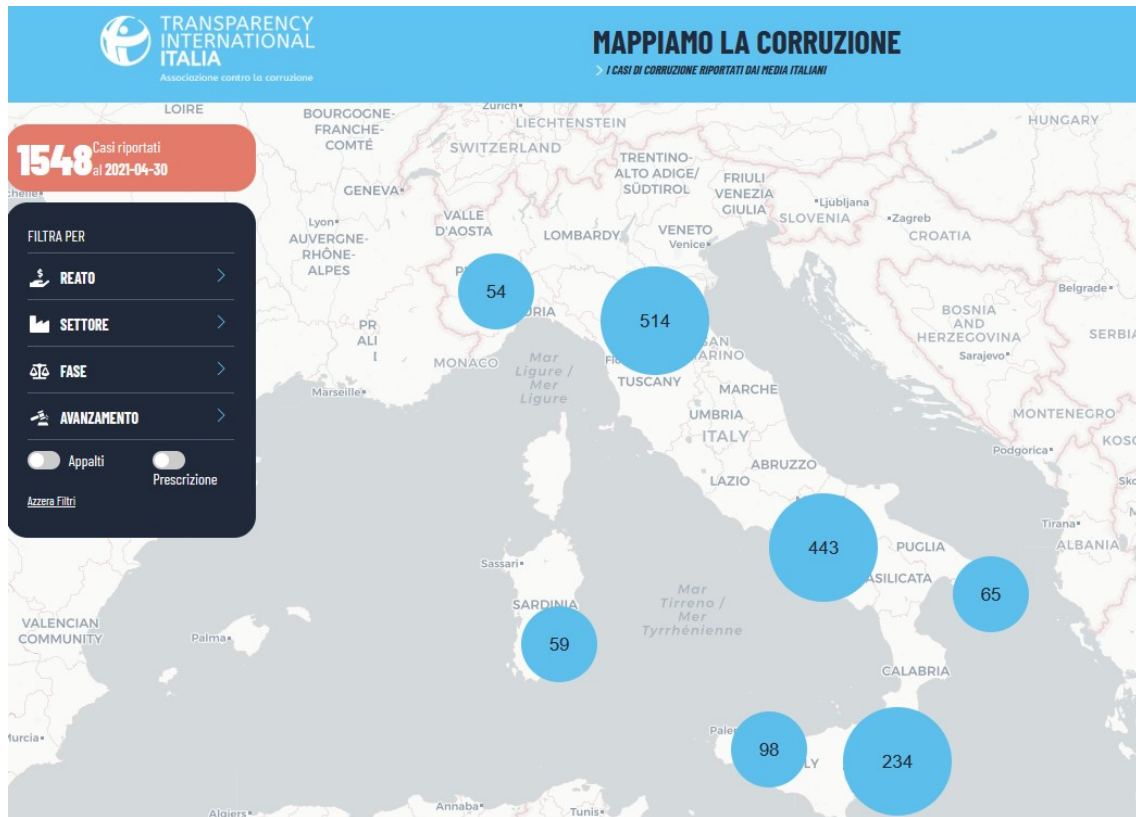 TRANSPARENCY
INTERNATIONAL
ITALIA
Associazione contro la corruzione
MAPPIAMO LA CORRUZIONE
I CASI DI CORRUZIONE RIPORTATI DAI MEDIA ITALIANI
1548 Casi riportati
al 2021-04-30
FILTRA PER
REATO
SETTORE
FASE
AVANZAMENTO
Appalti
Prescrizione
Azzera Filtri
LOIRE
BOURGOGNE-
FRANCHE-
COMTÉ
Zurich
LIECHTENSTEIN
SWITZERLAND
HUNGARY
TRENTINO-
ALTO ADIGE/
SÜDTIROL
FRIULI
VENEZIA
GIULIA
GENEVA
Ljubljana
SLOVENIA
Zagreb
CROATIA
Lyon
AUVERGNE-
RHÔNE-
ALPES
VALLE
D'AOSTA
LOMBARDY
VENETO
Venice
Belgrade
54
514
BOSNIA
AND
HERZEGOVINA
SERBIA
Sarajevo
PR
MONACO
Mar
Ligure /
Mer
Ligure
TUSCANY
MARCHE
Marseille
UMBRIA
ITALY
MONTENEGRO
Podgorica
ABRUZZO
LAZIO
443
PUGLIA
Tirana
ALBANIA
Sassari
SARDINIA
65
59
Mar
Tirreno /
Mer
Tyrrhénienne
VALENCIAN
COMMUNITY
Palma
CALABRIA
98
234
Algiers
Annaba
Tunis